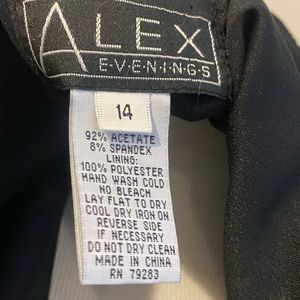 ALEX
E·V·E·N·I·N·G·S
14
92% ACETATE
8% SPANDEX
LINING:
100% POLYESTER
HAND WASH COLD
NO BLEACH
LAY FLAT TO DRY
COOL DRY IRON ON
REVERSE SIDE
IF NECESSARY
DO NOT DRY CLEAN
MADE IN CHINA
RN 79283